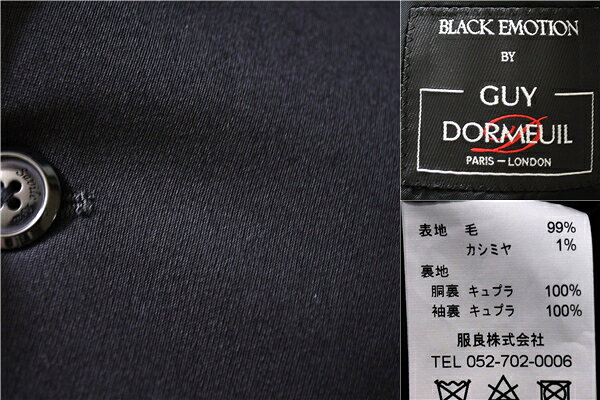 BLACK EMOTION
BY
GUY
DORMEUIL
PARIS – LONDON
表地 毛 99%
カシミヤ 1%
裏地
胴裏 キュプラ 100%
袖裏 キュプラ 100%
服良株式会社
TEL 052-702-0006